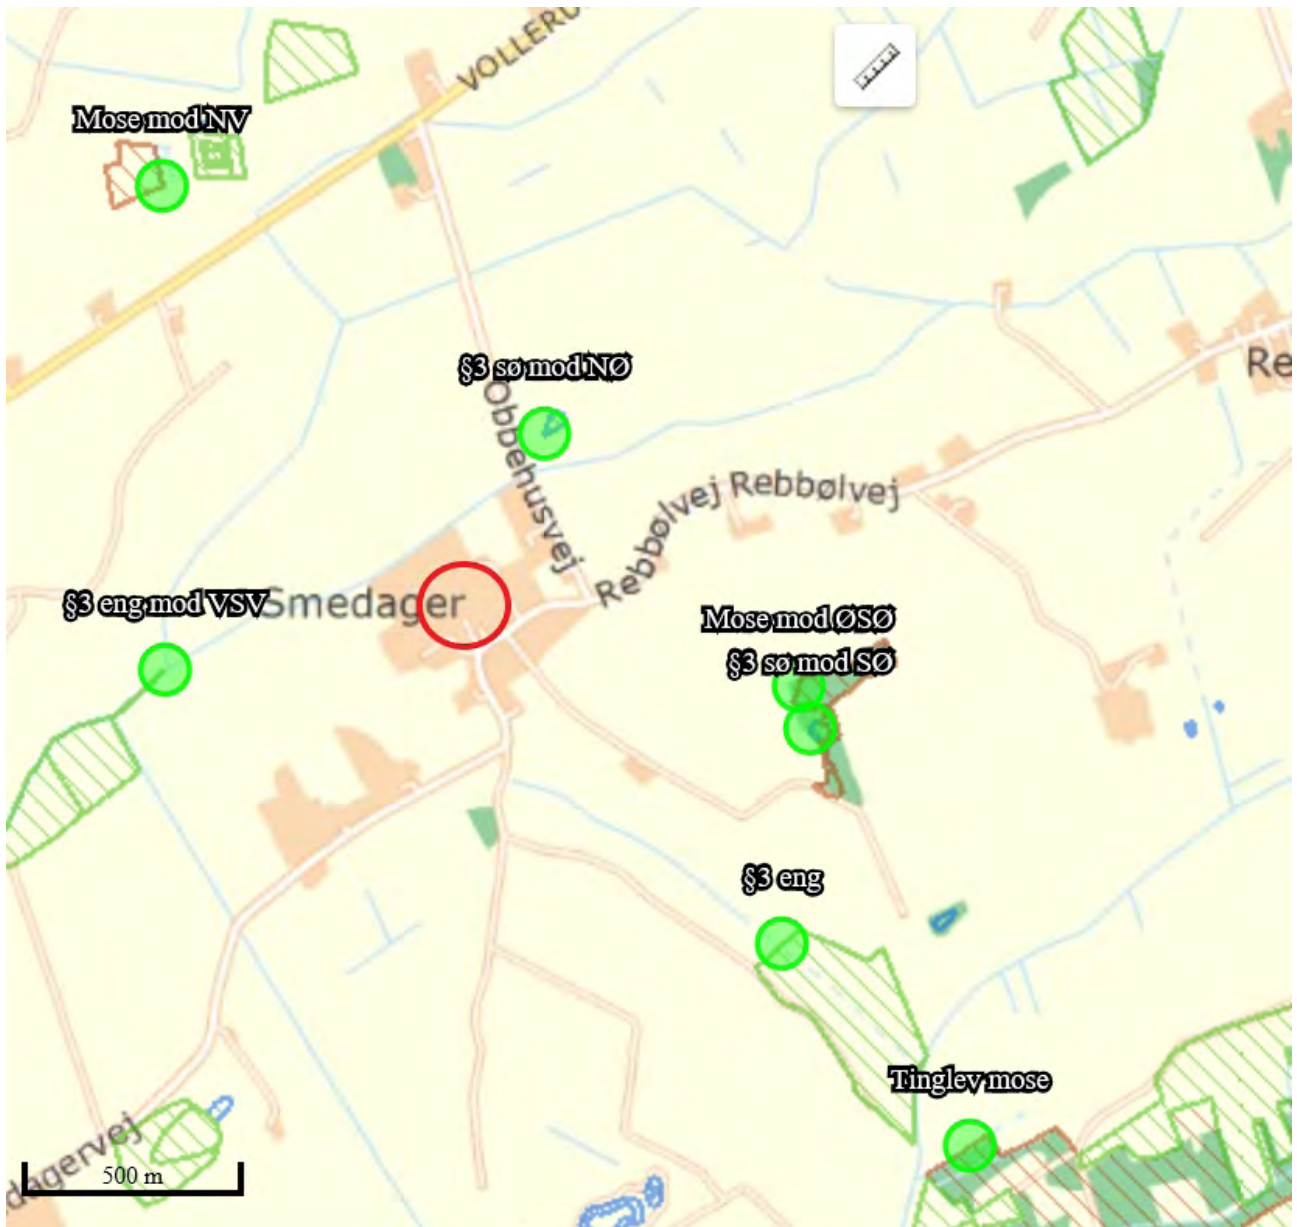 VOLLERU
Mose mod NV
§3 sø mod NØ
Obbehusvej
Re
Rebbølvej Rebbølvej
§3 eng mod VSV
Smedager
Mose mod ØSØ
§3 sø mod SØ
§3 eng
Tinglev mose
dagervej
500 m